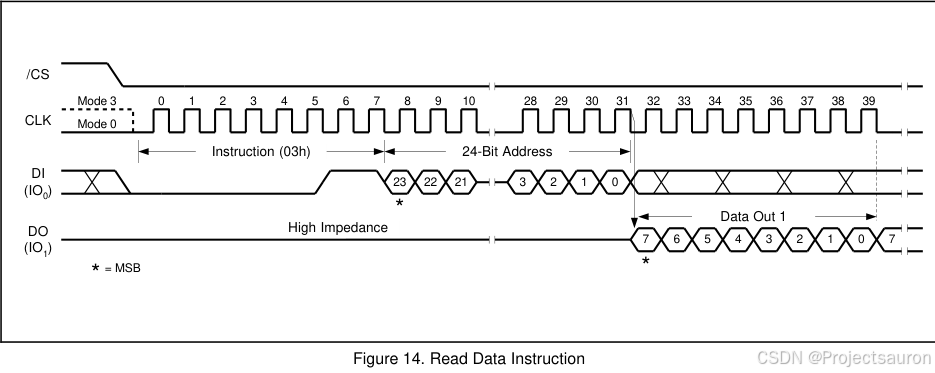 /CS
Mode 3
0 1 2 3 4 5 6 7 8 9 10 28 29 30 31 32 33 34 35 36 37 38 39
CLK
Mode 0
Instruction (03h) 24-Bit Address
DI
(IO0)
23 22 21 3 2 1 0
*
Data Out 1
High Impedance
DO
(IO1)
7 6 5 4 3 2 1 0 7
*
* = MSB
Figure 14. Read Data Instruction
CSDN @Projectsauron